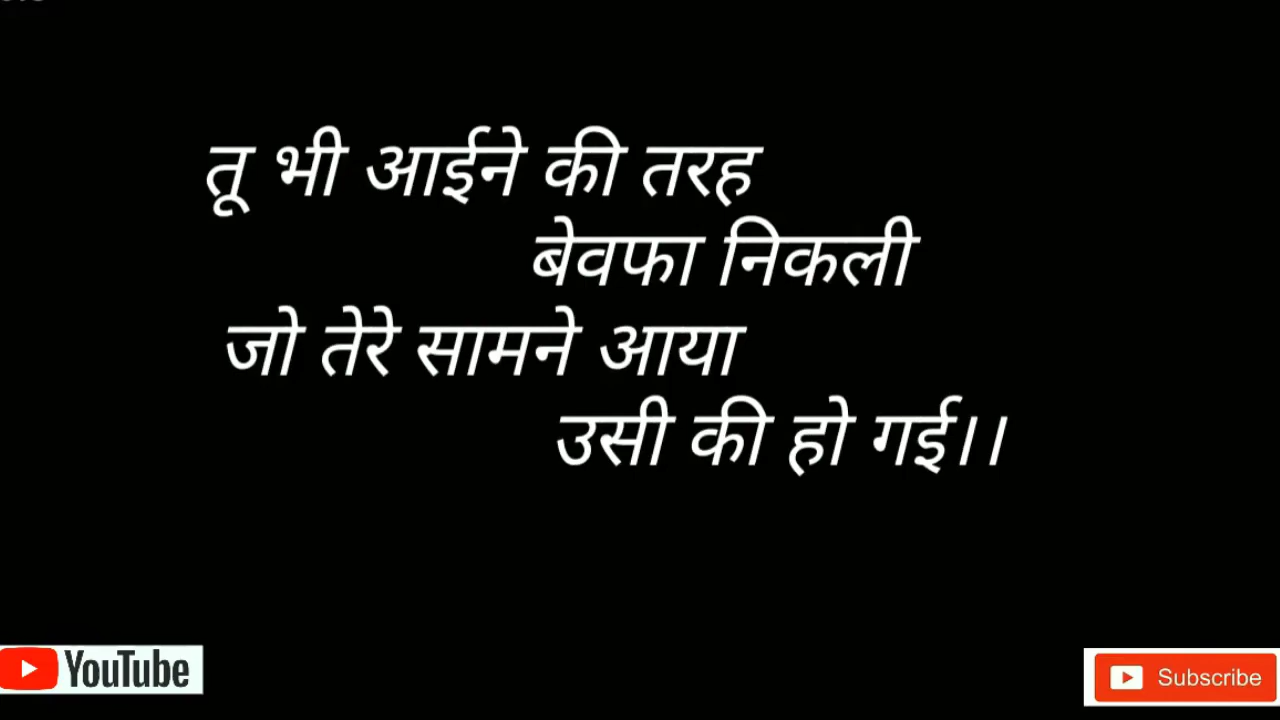 तू भी आईने की तरह
बेवफा निकली
जो तेरे सामने आया
उसी की हो गई।।
YouTube
Subscribe